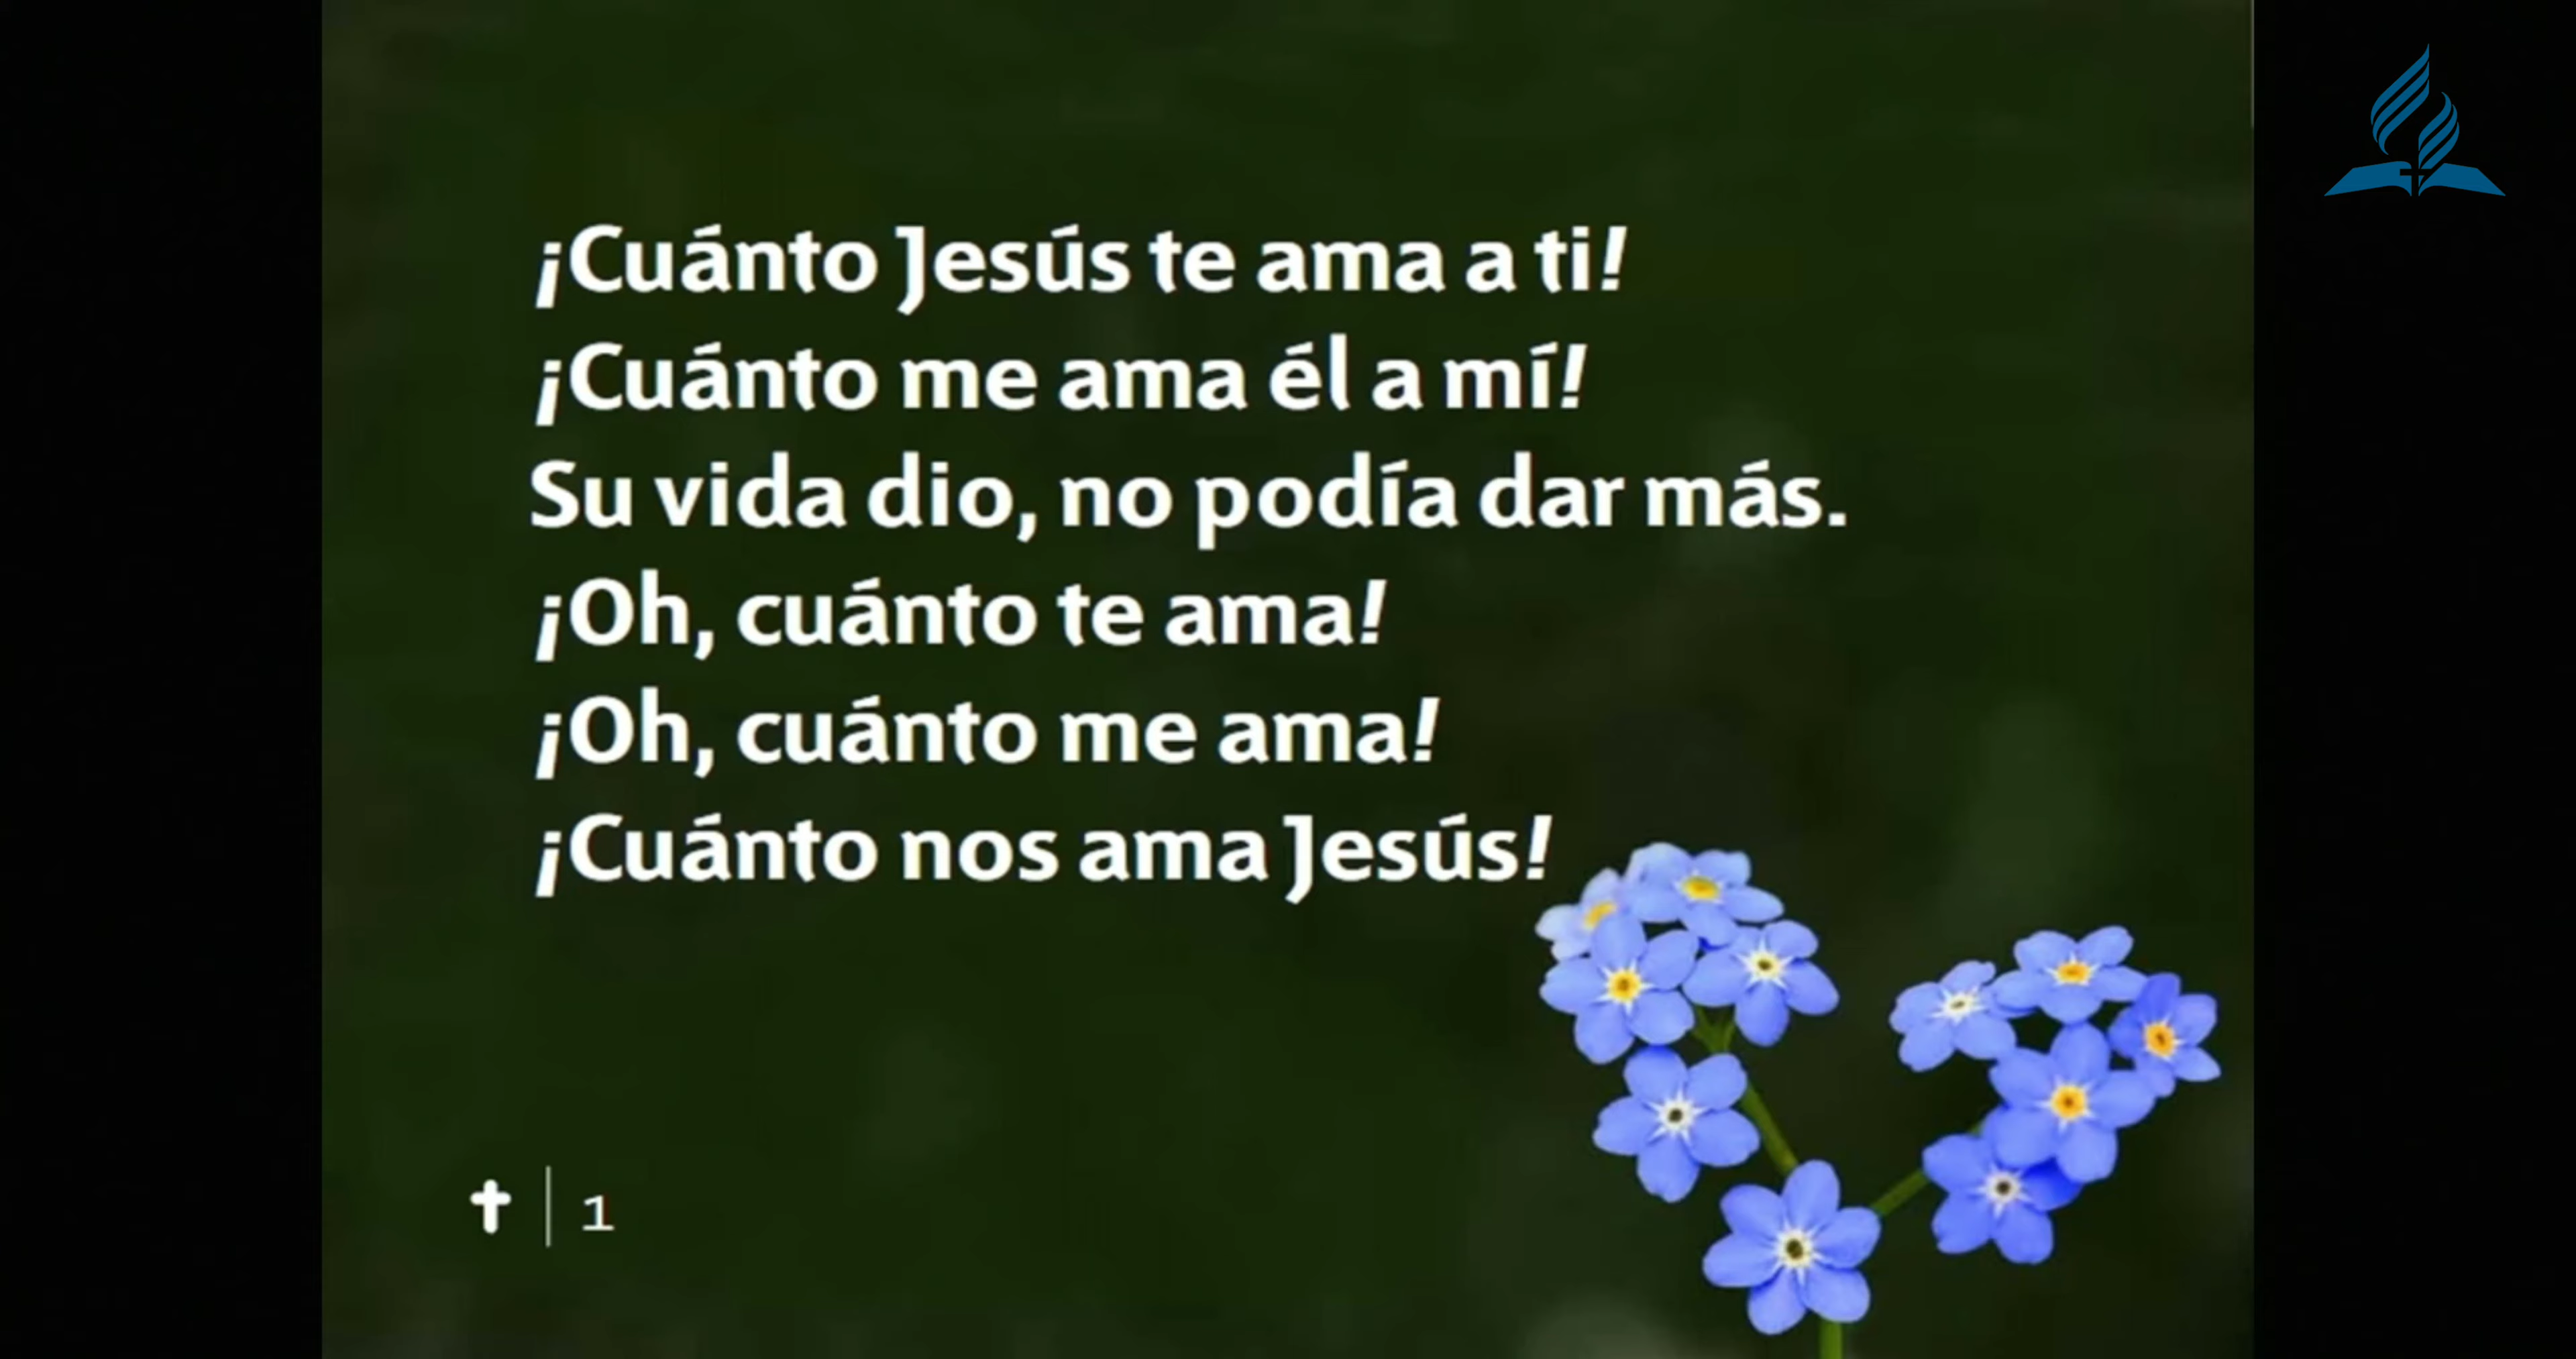 ¡Cuánto Jesús te ama a ti!
¡Cuánto me ama él a mí!
Su vida dio, no podía dar más.
¡Oh, cuánto te ama!
¡Oh, cuánto me ama!
¡Cuánto nos ama Jesús!
1